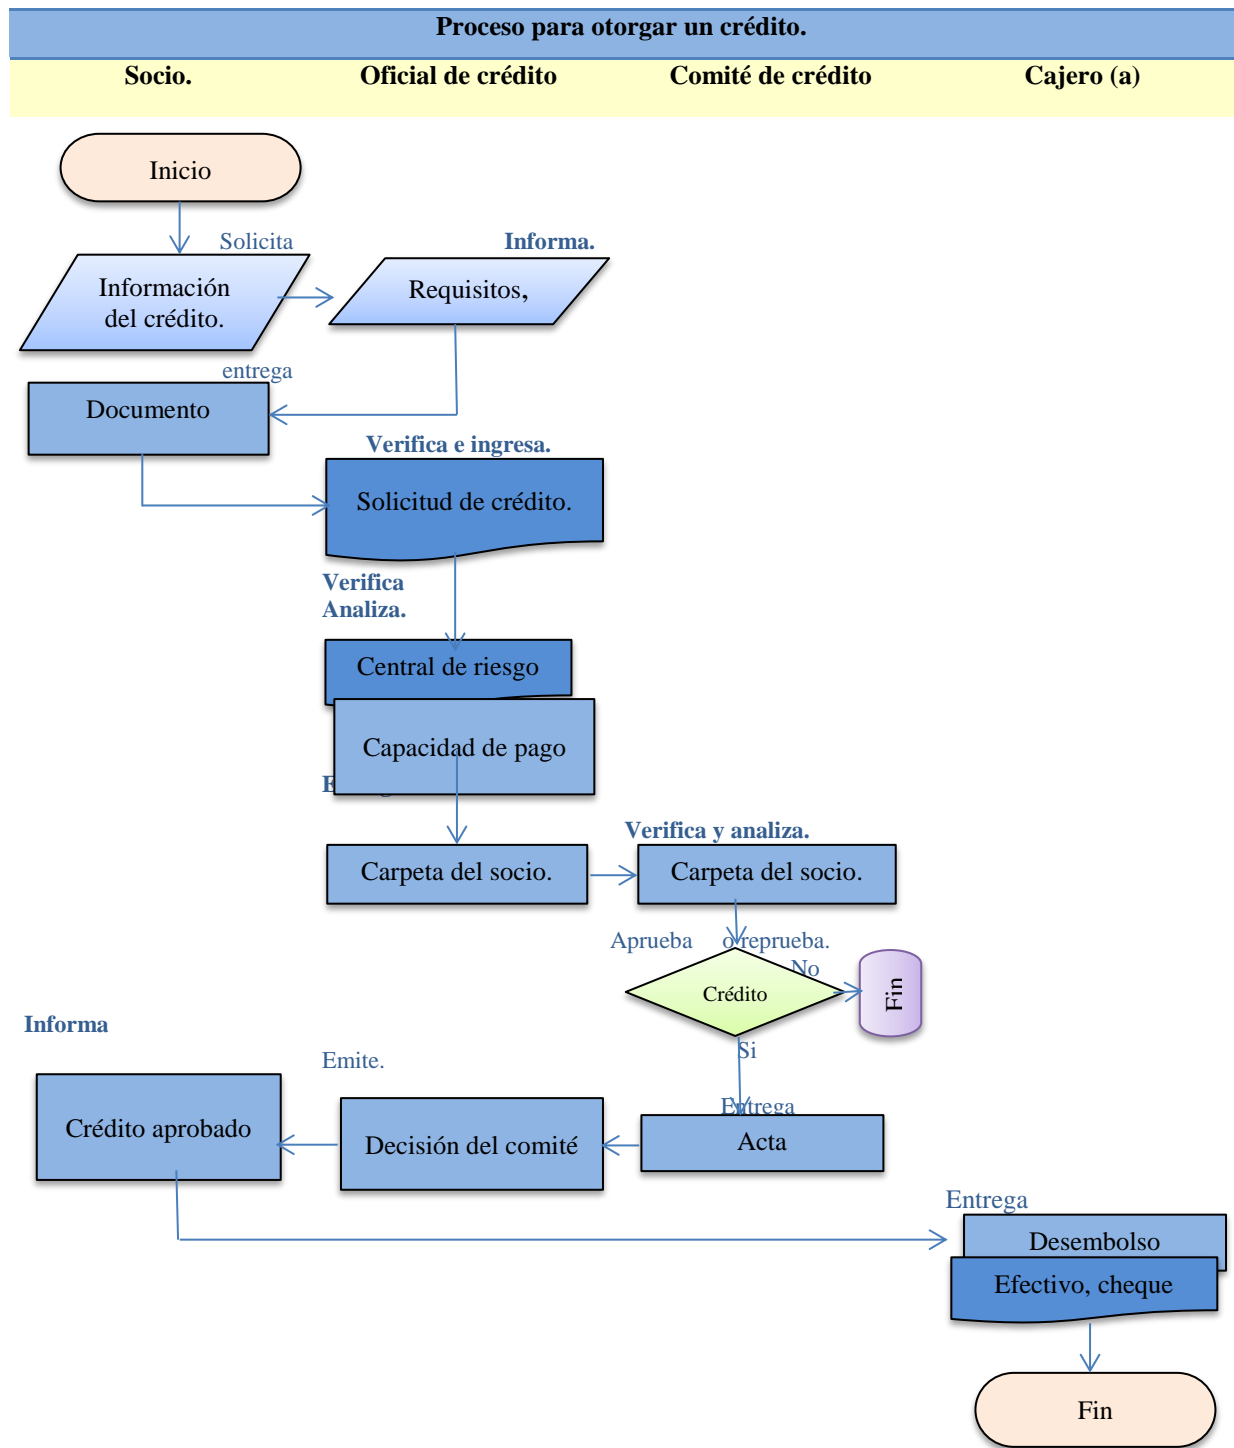 Proceso para otorgar un crédito.
Socio. Oficial de crédito Comité de crédito Cajero (a)
Inicio
Solicita Informa.
Información
del crédito.
Requisitos,
entrega
Documento
Verifica e ingresa.
Solicitud de crédito.
Verifica
Analiza.
Central de riesgo
Capacidad de pago
Verifica y analiza.
Carpeta del socio. Carpeta del socio.
Aprueba o reprueba.
No
Crédito
Fin
Si
Informa
Emite.
Entrega
Crédito aprobado
Decisión del comité
Acta
Entrega
Desembolso
Efectivo, cheque
Fin